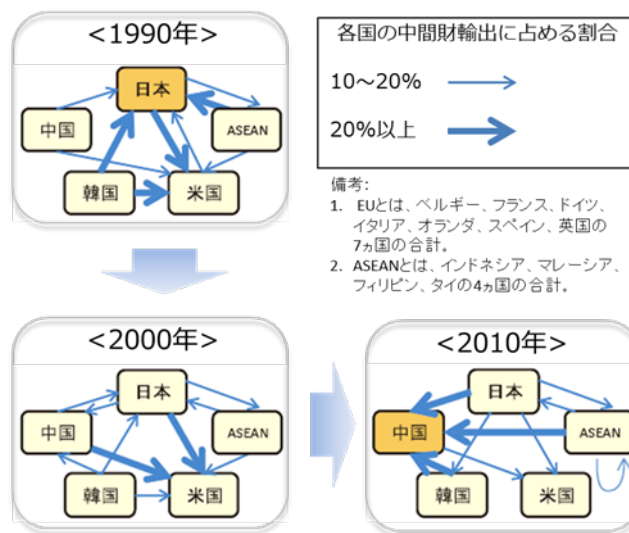 <1990年>
日本
中国
ASEAN
韓国
米国
各国の中間財輸出に占める割合
10～20%
20%以上
備考:
1. EUとは、ベルギー、フランス、ドイツ、
イタリア、オランダ、スペイン、英国の
7ヵ国の合計。
2. ASEANとは、インドネシア、マレーシア、
フィリピン、タイの4ヵ国の合計。
<2000年>
日本
中国
ASEAN
韓国
米国
<2010年>
日本
中国
ASEAN
韓国
米国